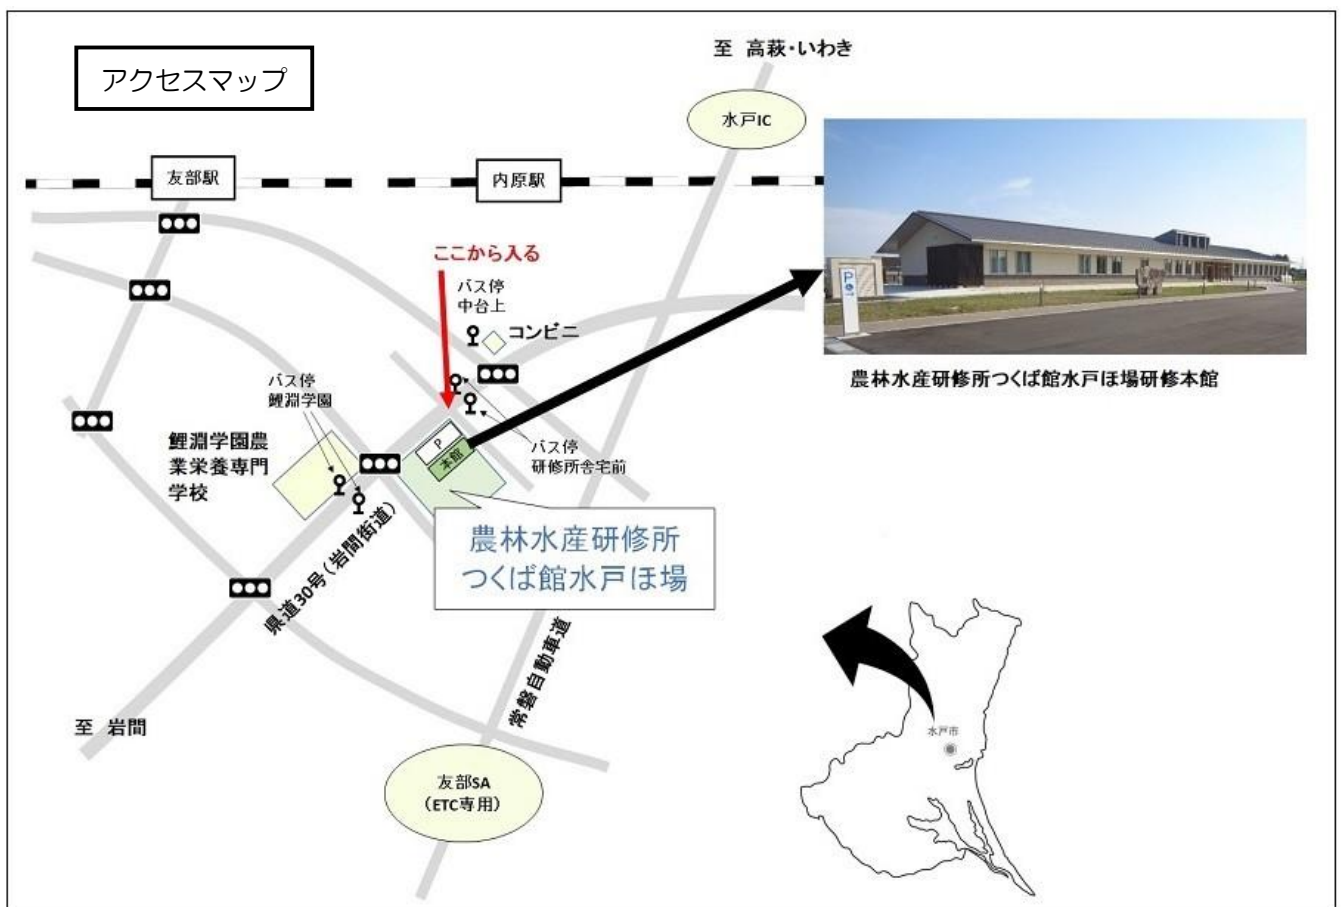 アクセスマップ
至 高萩・いわき
水戸IC
友部駅
内原駅
ここから入る
バス停
中台上
コンビニ
農林水産研修所つくば館水戸ほ場研修本館
バス停
鯉淵学園
鯉淵学園農
業栄養専門
学校
P
本館
バス停
研修所舎宅前
農林水産研修所
つくば館水戸ほ場
県道30号(岩間街道)
常磐自動車道
至 岩間
友部SA
(ETC専用)
水戸市
P